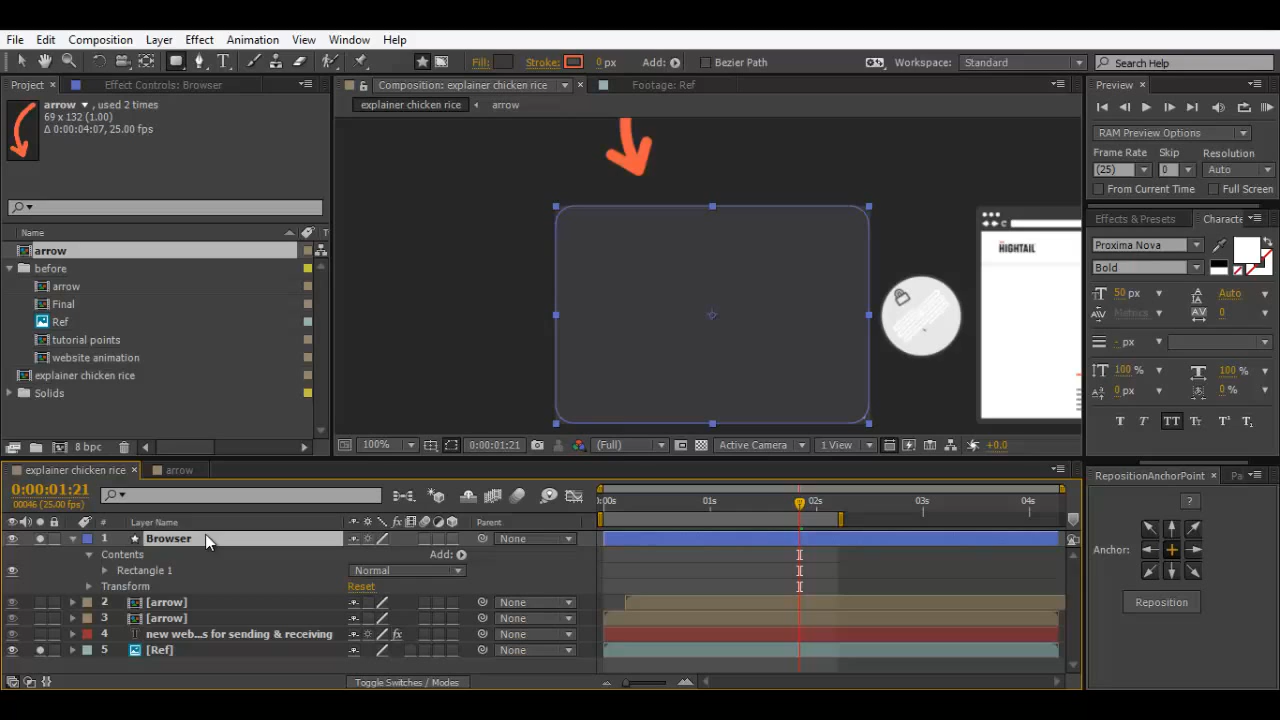 File Edit Composition Layer Effect Animation View Window Help
Fill: Stroke: 0 px Add: Bezier Path Workspace: Standard Search Help
Project × Effect Controls: Browser
Composition: explainer chicken rice × Footage: Ref
Preview ×
arrow , used 2 times
69 x 132 (1.00)
Δ 0:00:04:07, 25.00 fps
explainer chicken rice arrow
RAM Preview Options
Frame Rate Skip Resolution
(25) 0 Auto
From Current Time Full Screen
Name T
arrow
before
arrow
Final
Ref
tutorial points
website animation
explainer chicken rice
Solids
8 bpc
HIGHTAIL
Effects & Presets Characte
Proxima Nova
Bold
50 px Auto
Metrics 0
- px
100 % 100 %
0 px 0 %
T T TT Tт T¹ T,
100% 0:00:01:21 (Full) Active Camera 1 View +0.0
explainer chicken rice × arrow
0:00:01:21
00046 (25.00 fps)
:00s 01s 02s 03s 04s
# Layer Name Parent
1 Browser None
Contents Add:
Rectangle 1 Normal
Transform Reset
2 [arrow] None
3 [arrow] None
4 new web...s for sending & receiving None
5 [Ref] None
Toggle Switches / Modes
RepositionAnchorPoint × Pa
?
Anchor:
Reposition